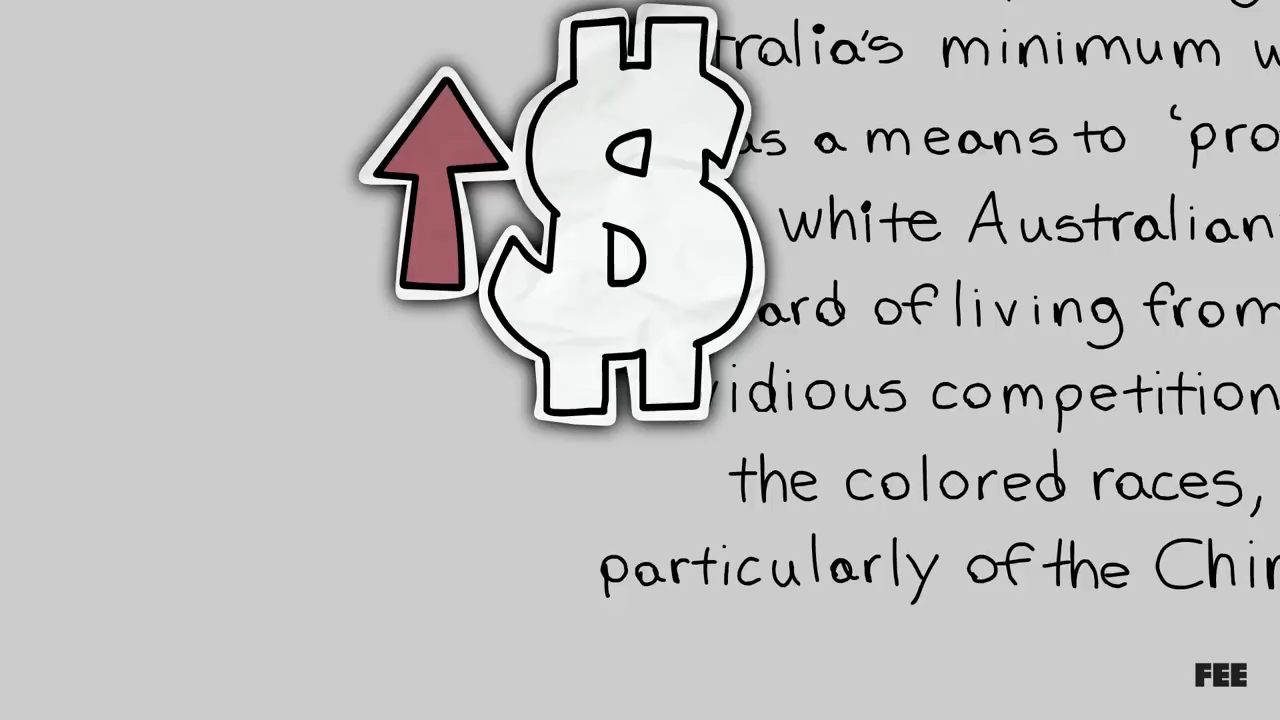 tralia's minimum w
as a means to 'pro
white Australian
ard of living from
vidious competition
the colored races,
particularly of the Chin
FEE